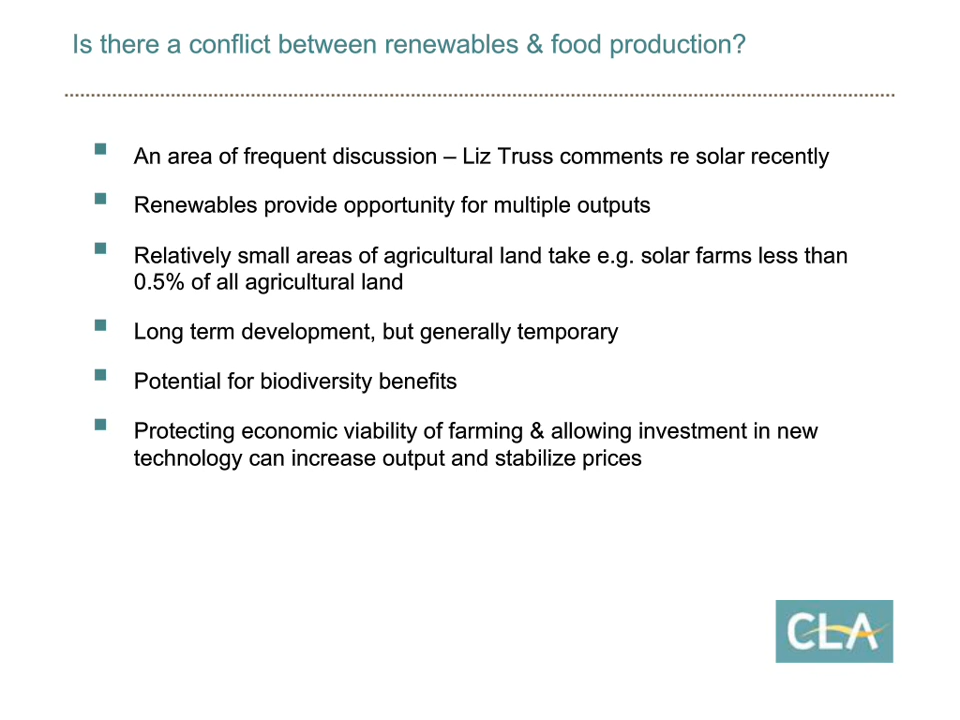 Is there a conflict between renewables & food production?
An area of frequent discussion – Liz Truss comments re solar recently
Renewables provide opportunity for multiple outputs
Relatively small areas of agricultural land take e.g. solar farms less than
0.5% of all agricultural land
Long term development, but generally temporary
Potential for biodiversity benefits
Protecting economic viability of farming & allowing investment in new
technology can increase output and stabilize prices
CLA